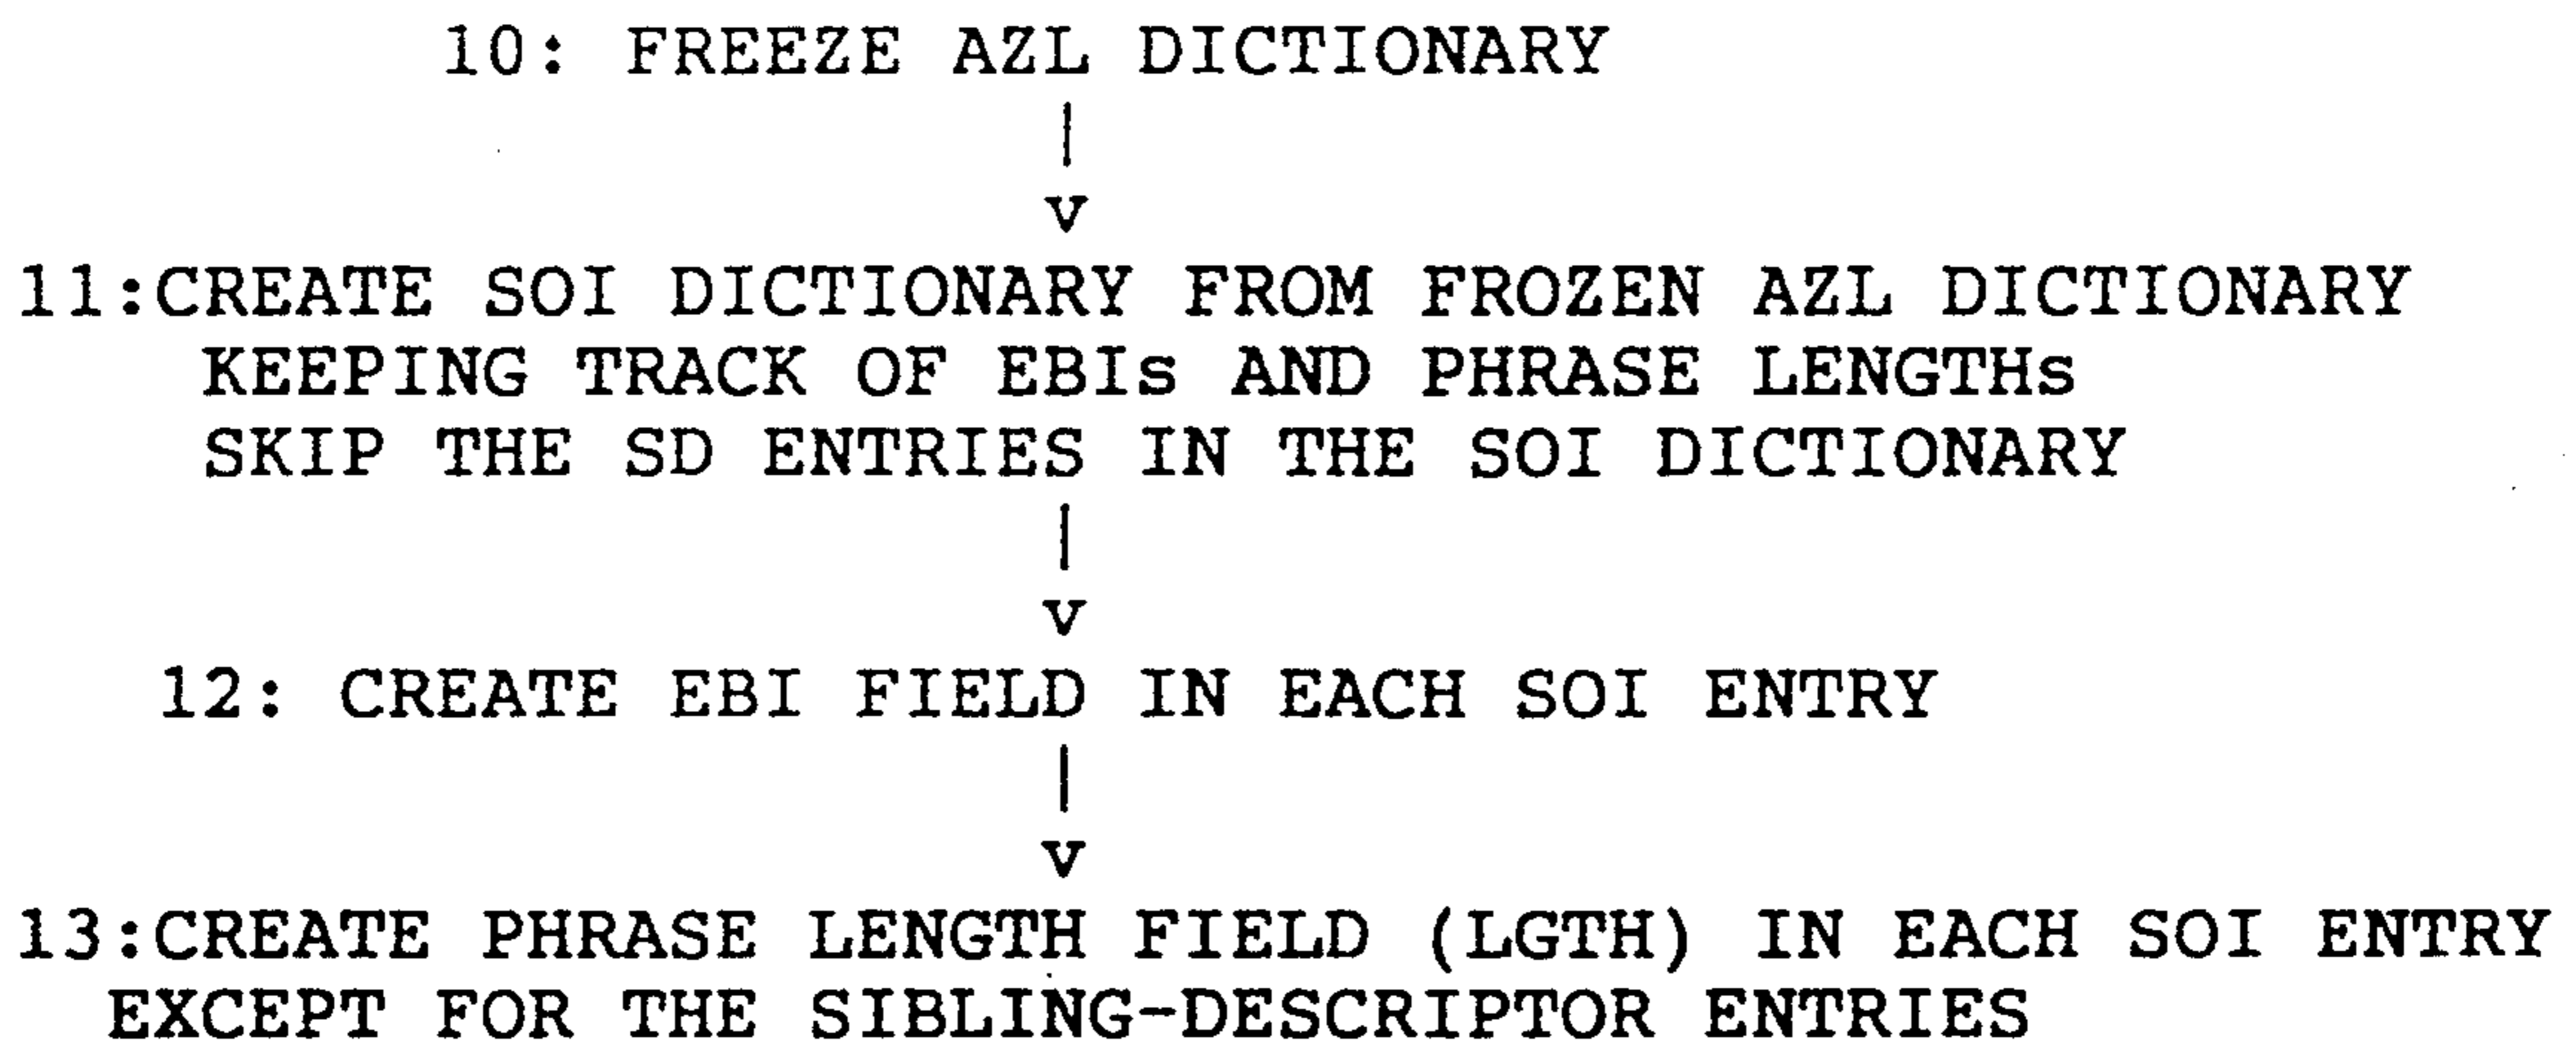 10: FREEZE AZL DICTIONARY
|
v
11:CREATE SOI DICTIONARY FROM FROZEN AZL DICTIONARY
KEEPING TRACK OF EBIs AND PHRASE LENGTHs
SKIP THE SD ENTRIES IN THE SOI DICTIONARY
|
v
12: CREATE EBI FIELD IN EACH SOI ENTRY
|
v
13:CREATE PHRASE LENGTH FIELD (LGTH) IN EACH SOI ENTRY
EXCEPT FOR THE SIBLING-DESCRIPTOR ENTRIES